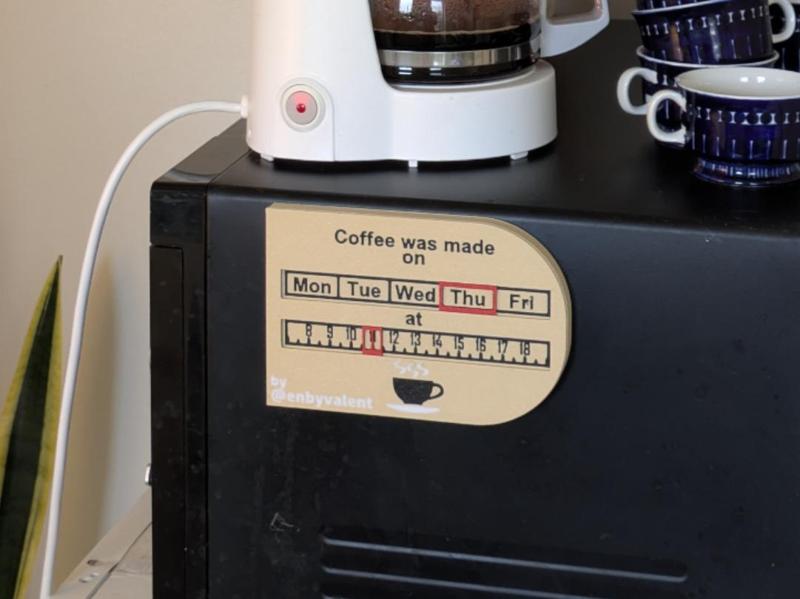 Coffee was made
on
Mon Tue Wed Thu Fri
at
8 9 10 11 12 13 14 15 16 17 18
by
@enbyvalent